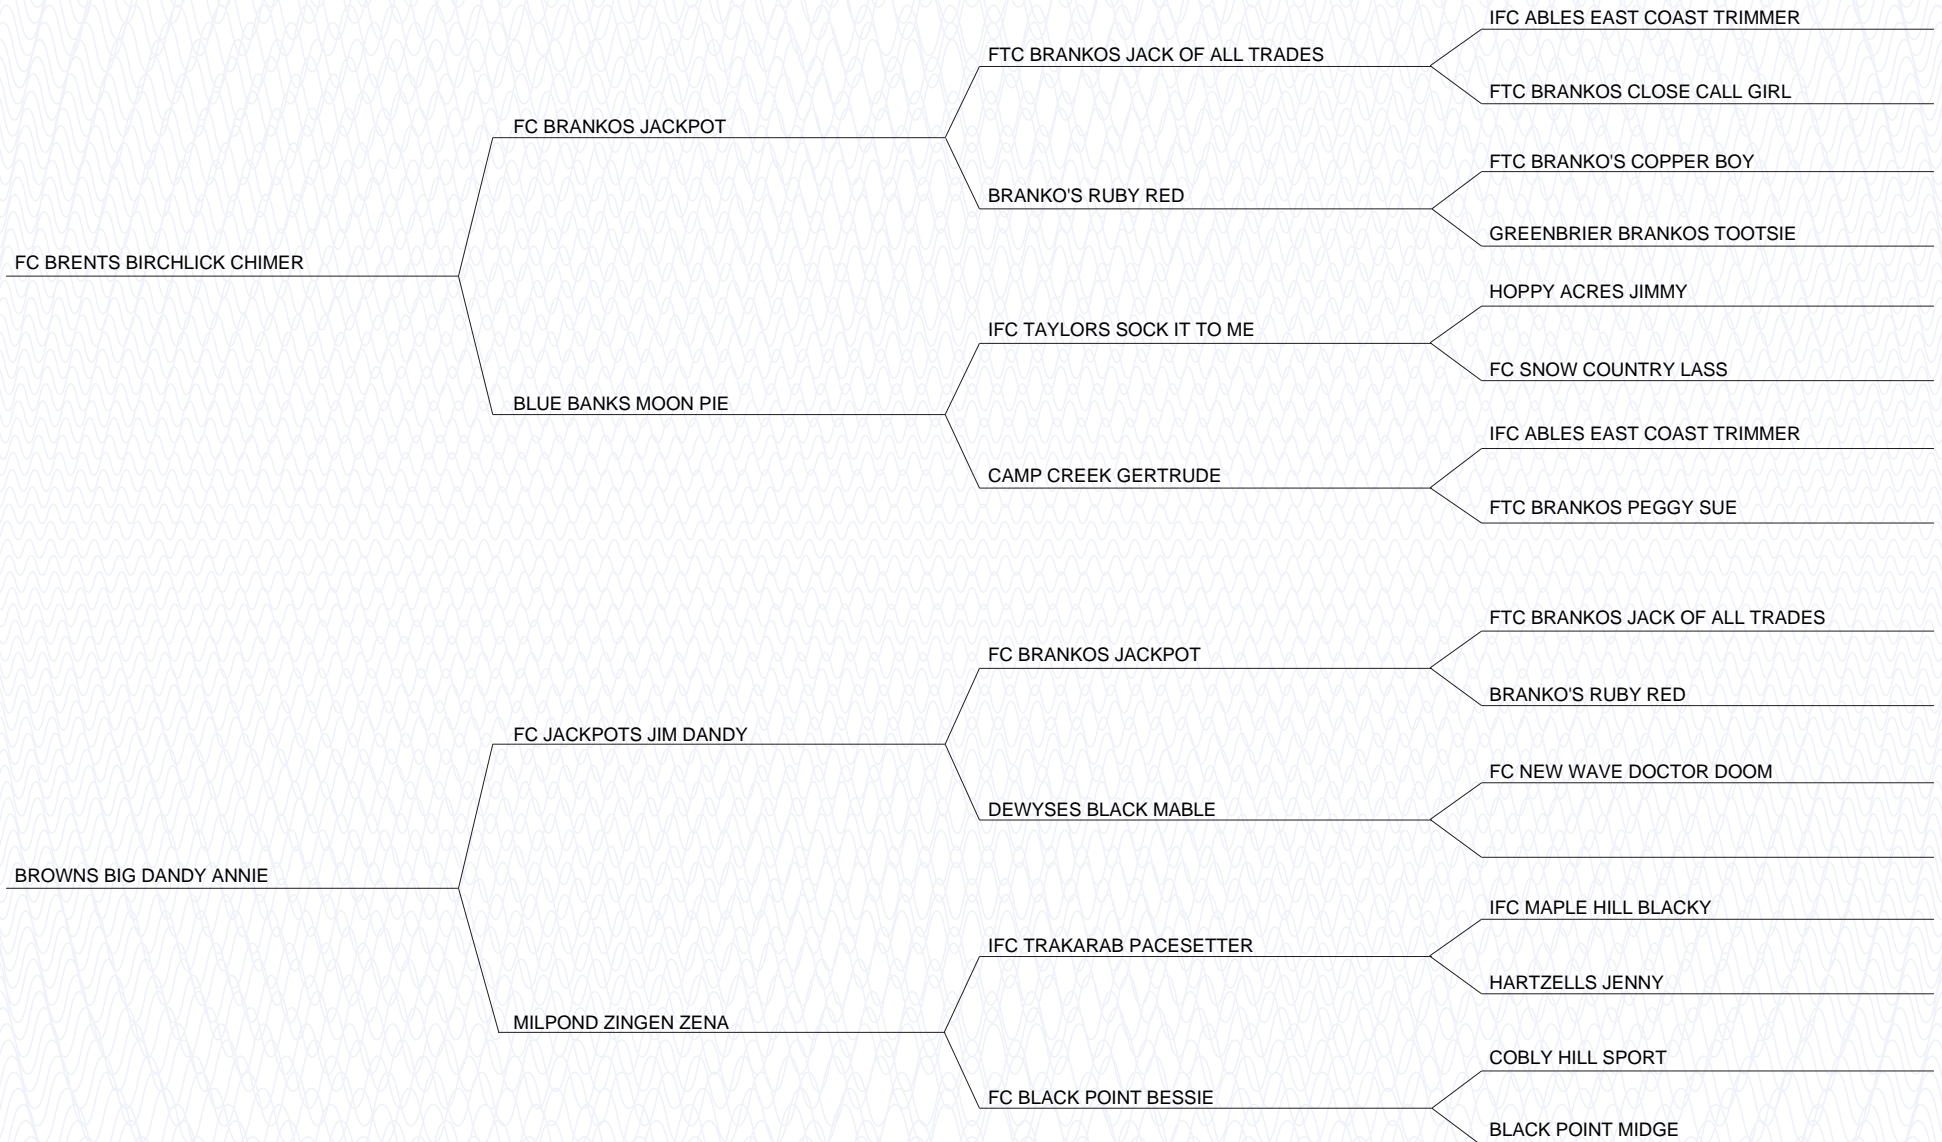 IFC ABLES EAST COAST TRIMMER
FTC BRANKOS JACK OF ALL TRADES
FTC BRANKOS CLOSE CALL GIRL
FC BRANKOS JACKPOT
FTC BRANKO'S COPPER BOY
BRANKO'S RUBY RED
GREENBRIER BRANKOS TOOTSIE
FC BRENTS BIRCHLICK CHIMER
HOPPY ACRES JIMMY
IFC TAYLORS SOCK IT TO ME
FC SNOW COUNTRY LASS
BLUE BANKS MOON PIE
IFC ABLES EAST COAST TRIMMER
CAMP CREEK GERTRUDE
FTC BRANKOS PEGGY SUE
FTC BRANKOS JACK OF ALL TRADES
FC BRANKOS JACKPOT
BRANKO'S RUBY RED
FC JACKPOTS JIM DANDY
FC NEW WAVE DOCTOR DOOM
DEWYSES BLACK MABLE
BROWNS BIG DANDY ANNIE
IFC MAPLE HILL BLACKY
IFC TRAKARAB PACESETTER
HARTZELLS JENNY
MILPOND ZINGEN ZENA
COBLY HILL SPORT
FC BLACK POINT BESSIE
BLACK POINT MIDGE